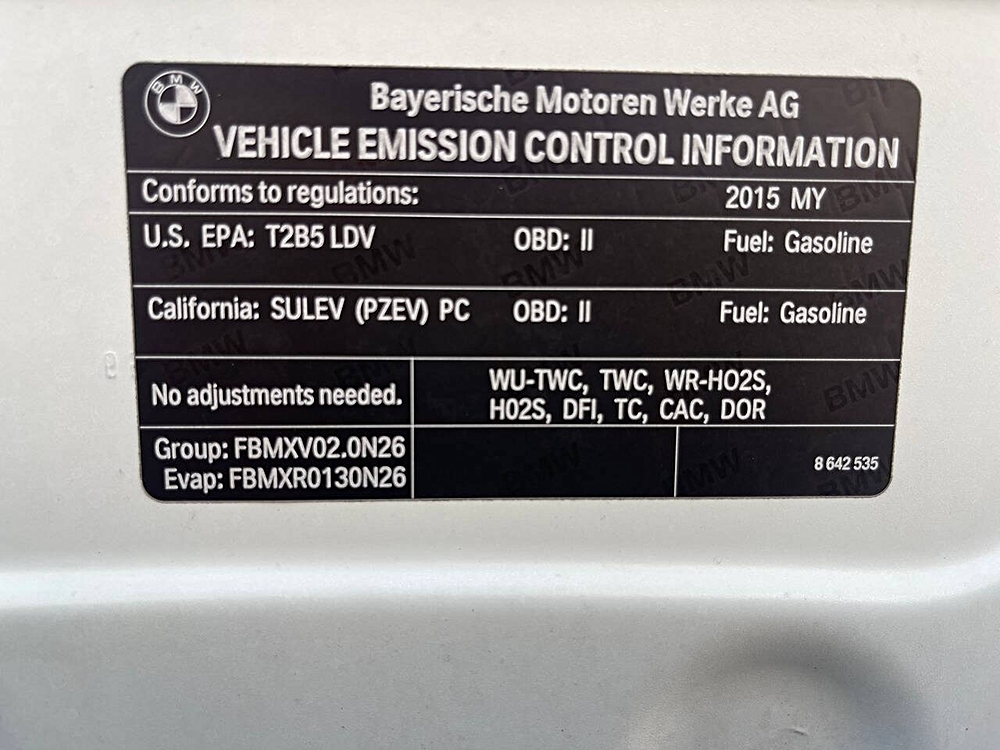 BMW
Bayerische Motoren Werke AG
VEHICLE EMISSION CONTROL INFORMATION
Conforms to regulations: 2015 MY
U.S. EPA: T2B5 LDV OBD: II Fuel: Gasoline
California: SULEV (PZEV) PC OBD: II Fuel: Gasoline
No adjustments needed.
WU-TWC, TWC, WR-HO2S,
H02S, DFI, TC, CAC, DOR
Group: FBMXV02.0N26
Evap: FBMXR0130N26
8 642 535